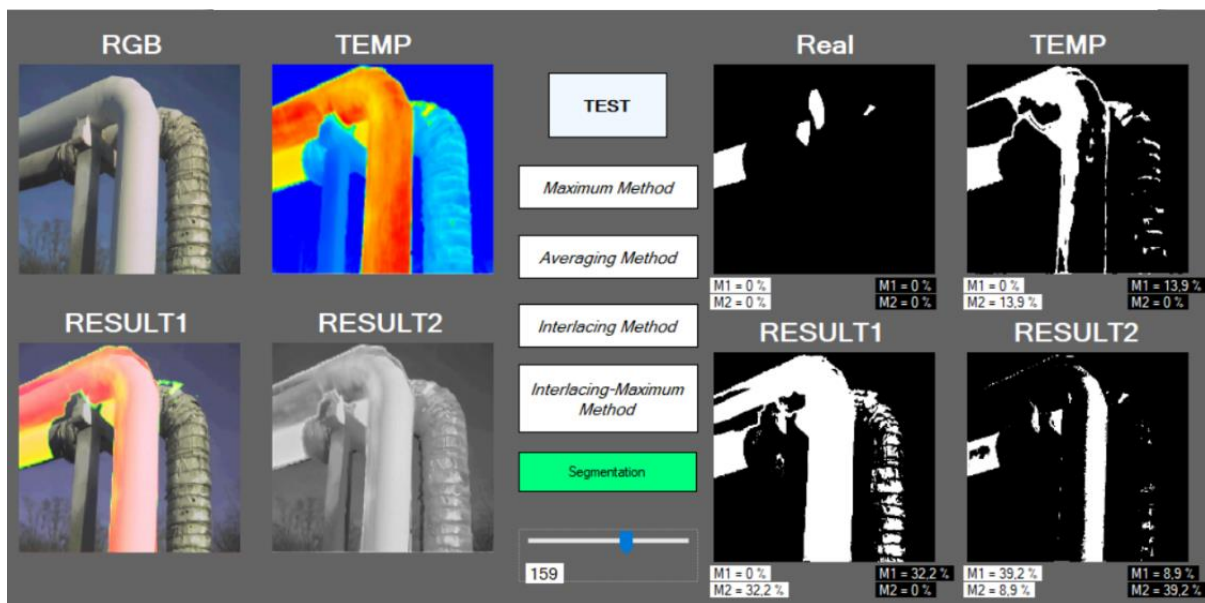 RGB
TEMP
TEST
Maximum Method
Averaging Method
Interlacing Method
Interlacing-Maximum
Method
Segmentation
159
RESULT1
RESULT2
Real
TEMP
M1 = 0 %
M2 = 0 %
M1 = 0 %
M2 = 0 %
M1 = 0 %
M2 = 13,9 %
M1 = 13,9 %
M2 = 0 %
RESULT1
RESULT2
M1 = 0 %
M2 = 32,2 %
M1 = 32,2 %
M2 = 0 %
M1 = 39,2 %
M2 = 8,9 %
M1 = 8,9 %
M2 = 39,2 %